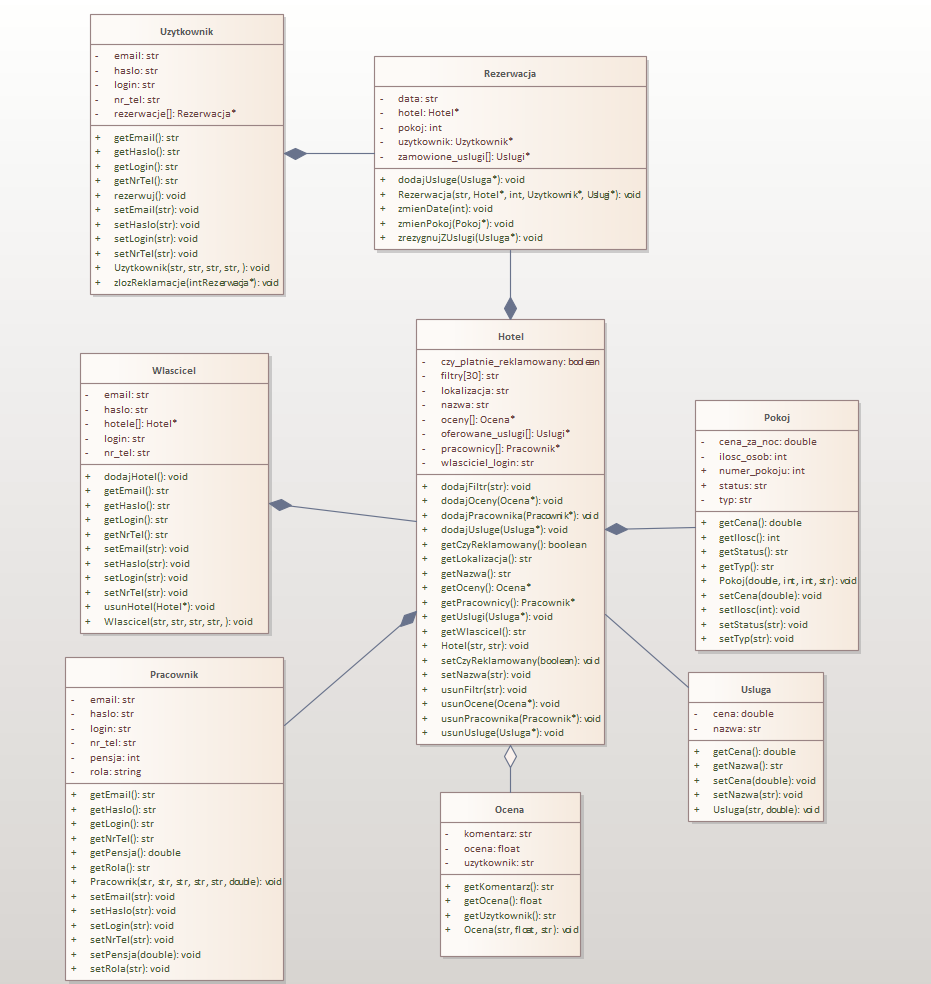 Uzytkownik
- email: str
- haslo: str
- login: str
- nr_tel: str
- rezerwacje[]: Rezerwacja*
+ getEmail(): str
+ getHaslo(): str
+ getLogin(): str
+ getNrTel(): str
+ rezerwuj(): void
+ setEmail(str): void
+ setHaslo(str): void
+ setLogin(str): void
+ setNrTel(str): void
+ Uzytkownik(str, str, str, str, ): void
+ zlozReklamacje(intRezerwacja*): void
Rezerwacja
- data: str
- hotel: Hotel*
- pokoj: int
- uzytkownik: Uzytkownik*
- zamowione_uslugi[]: Uslugi*
+ dodajUsluge(Usluga*): void
+ Rezerwacja(str, Hotel*, int, Uzytkownik*, Uslugi*): void
+ zmienDate(int): void
+ zmienPokoj(Pokoj*): void
+ zrezygnujZUslugi(Usluga*): void
Wlascicel
- email: str
- haslo: str
- hotele[]: Hotel*
- login: str
- nr_tel: str
+ dodajHotel(): void
+ getEmail(): str
+ getHaslo(): str
+ getLogin(): str
+ getNrTel(): str
+ setEmail(str): void
+ setHaslo(str): void
+ setLogin(str): void
+ setNrTel(str): void
+ usunHotel(Hotel*): void
+ Wlascicel(str, str, str, str, ): void
Hotel
- czy_platnie_reklamowany: boolean
- filtry[30]: str
- lokalizacja: str
- nazwa: str
- oceny[]: Ocena*
- oferowane_uslugi[]: Uslugi*
- pracownicy[]: Pracownik*
- wlasciciel_login: str
+ dodajFiltr(str): void
+ dodajOceny(Ocena*): void
+ dodajPracownika(Pracownik*): void
+ dodajUsluge(Usluga*): void
+ getCzyReklamowany(): boolean
+ getLokalizacja(): str
+ getNazwa(): str
+ getOceny(): Ocena*
+ getPracownicy(): Pracownik*
+ getUslugi(Usluga*): void
+ getWlascicel(): str
+ Hotel(str, str): void
+ setCzyReklamowany(boolean): void
+ setNazwa(str): void
+ usunFiltr(str): void
+ usunOcene(Ocena*): void
+ usunPracownika(Pracownik*): void
+ usunUsluge(Usluga*): void
Pokoj
- cena_za_noc: double
- ilosc_osob: int
+ numer_pokoju: int
+ status: str
- typ: str
+ getCena(): double
+ getIlosc(): int
+ getStatus(): str
+ getTyp(): str
+ Pokoj(double, int, int, str): void
+ setCena(double): void
+ setIlosc(int): void
+ setStatus(str): void
+ setTyp(str): void
Pracownik
- email: str
- haslo: str
- login: str
- nr_tel: str
- pensja: int
- rola: string
+ getEmail(): str
+ getHaslo(): str
+ getLogin(): str
+ getNrTel(): str
+ getPensja(): double
+ getRola(): str
+ Pracownik(str, str, str, str, str, double): void
+ setEmail(str): void
+ setHaslo(str): void
+ setLogin(str): void
+ setNrTel(str): void
+ setPensja(double): void
+ setRola(str): void
Usluga
- cena: double
- nazwa: str
+ getCena(): double
+ getNazwa(): str
+ setCena(double): void
+ setNazwa(str): void
+ Usluga(str, double): void
Ocena
- komentarz: str
- ocena: float
- uzytkownik: str
+ getKomentarz(): str
+ getOcena(): float
+ getUzytkownik(): str
+ Ocena(str, float, str): void